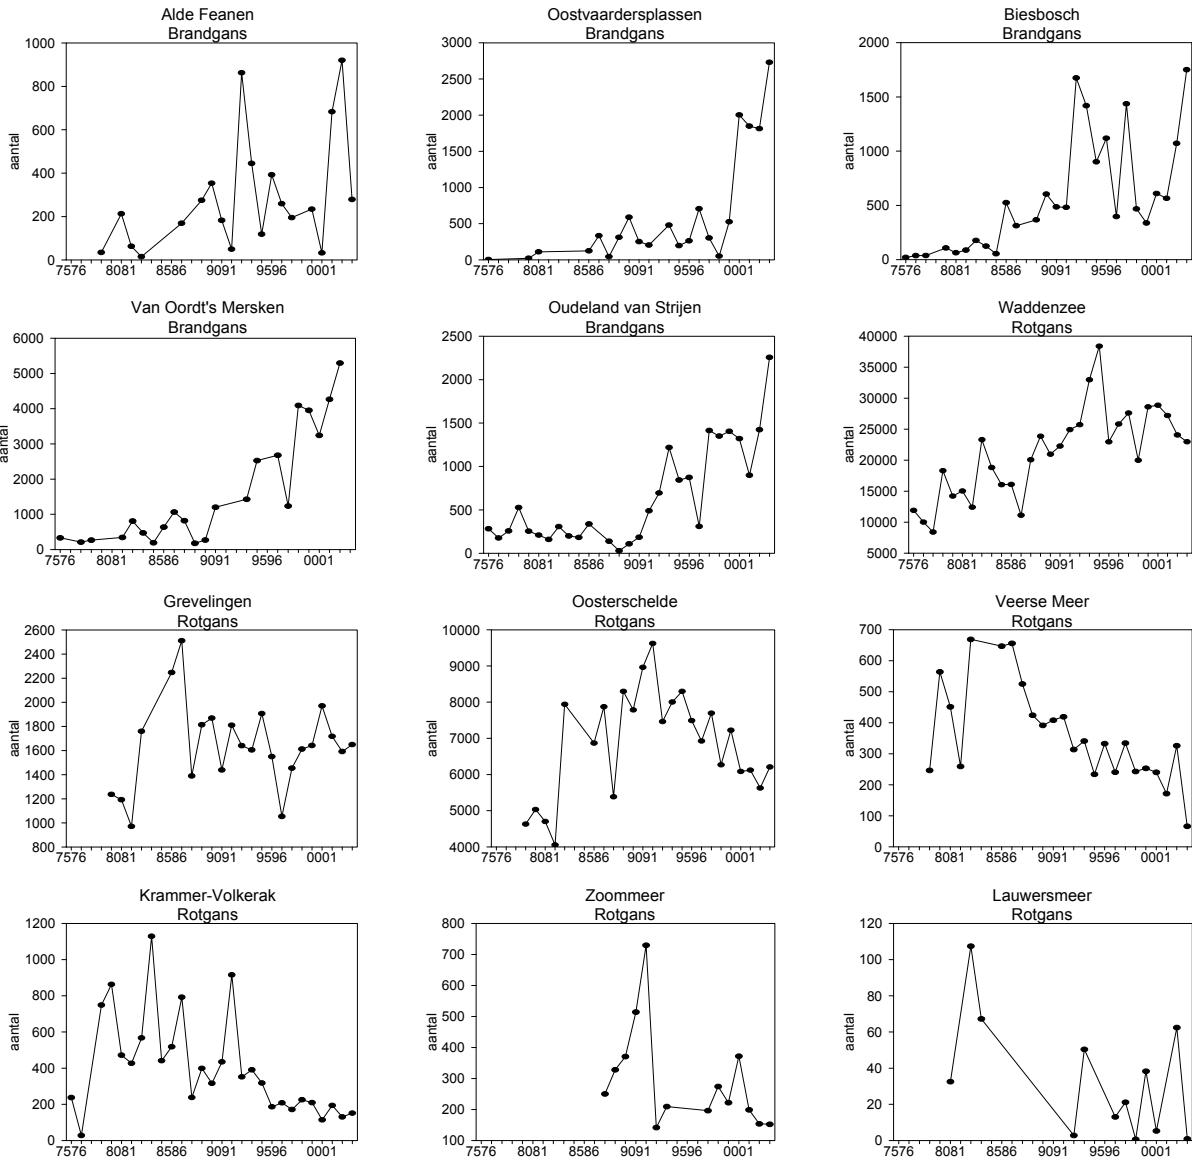 Alde Feanen
Brandgans
1000
800
600
400
200
0
aantal
7576 8081 8586 9091 9596 0001
Oostvaardersplassen
Brandgans
3000
2500
2000
1500
1000
500
0
aantal
7576 8081 8586 9091 9596 0001
Biesbosch
Brandgans
2000
1500
1000
500
0
aantal
7576 8081 8586 9091 9596 0001
Van Oordt's Mersken
Brandgans
6000
5000
4000
3000
2000
1000
0
aantal
7576 8081 8586 9091 9596 0001
Oudeland van Strijen
Brandgans
2500
2000
1500
1000
500
0
aantal
7576 8081 8586 9091 9596 0001
Waddenzee
Rotgans
40000
35000
30000
25000
20000
15000
10000
5000
aantal
7576 8081 8586 9091 9596 0001
Grevelingen
Rotgans
2600
2400
2200
2000
1800
1600
1400
1200
1000
800
aantal
7576 8081 8586 9091 9596 0001
Oosterschelde
Rotgans
10000
9000
8000
7000
6000
5000
4000
aantal
7576 8081 8586 9091 9596 0001
Veerse Meer
Rotgans
700
600
500
400
300
200
100
0
aantal
7576 8081 8586 9091 9596 0001
Krammer-Volkerak
Rotgans
1200
1000
800
600
400
200
0
aantal
7576 8081 8586 9091 9596 0001
Zoommeer
Rotgans
800
700
600
500
400
300
200
100
aantal
7576 8081 8586 9091 9596 0001
Lauwersmeer
Rotgans
120
100
80
60
40
20
0
aantal
7576 8081 8586 9091 9596 0001